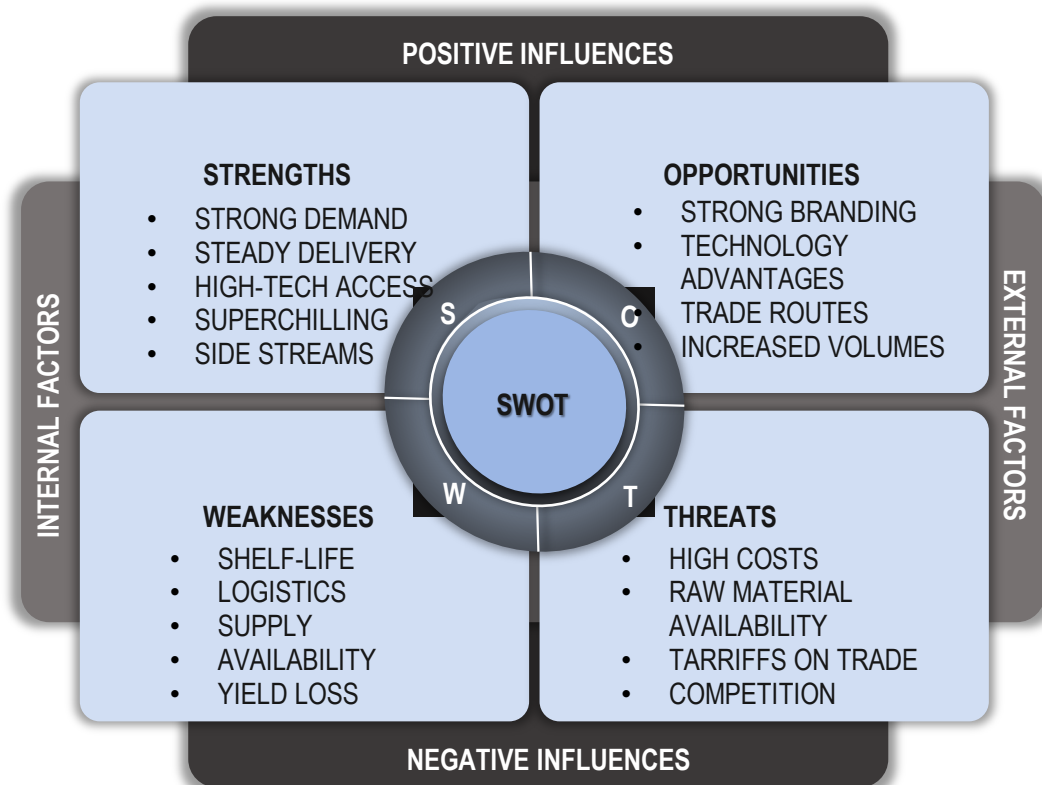 POSITIVE INFLUENCES
INTERNAL FACTORS
STRENGTHS
• STRONG DEMAND
• STEADY DELIVERY
• HIGH-TECH ACCESS
• SUPERCHILLING
• SIDE STREAMS
OPPORTUNITIES
• STRONG BRANDING
• TECHNOLOGY
ADVANTAGES
• TRADE ROUTES
• INCREASED VOLUMES
EXTERNAL FACTORS
S
O
SWOT
W
T
WEAKNESSES
• SHELF-LIFE
• LOGISTICS
• SUPPLY
• AVAILABILITY
• YIELD LOSS
THREATS
• HIGH COSTS
• RAW MATERIAL
AVAILABILITY
• TARRIFFS ON TRADE
• COMPETITION
NEGATIVE INFLUENCES